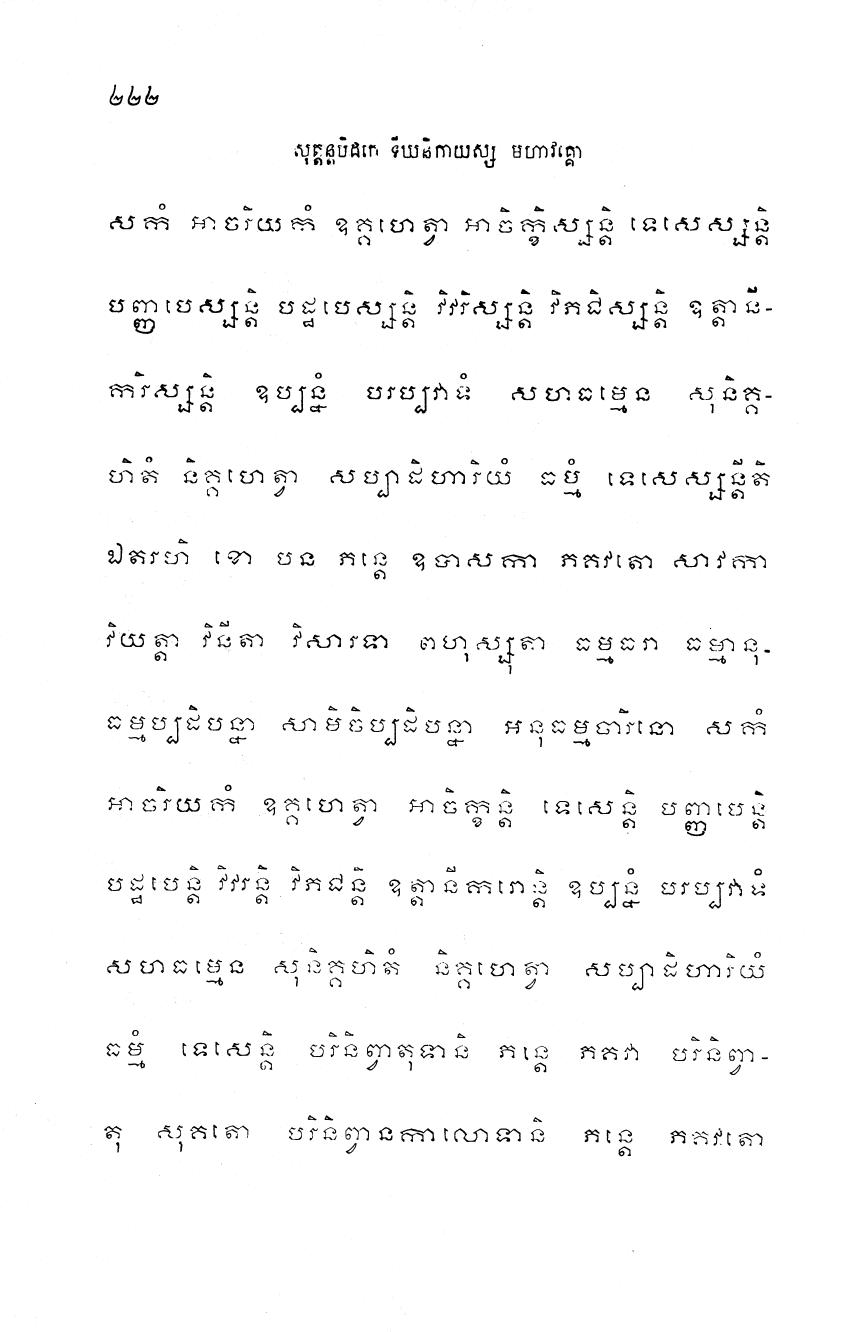 ២២២
សុត្តន្តបិដកេ ទីឃនិកាយស្ស មហាវគ្គោ
សកំ អាចរិយកំ ឧគ្គហេត្វា អាចិក្ខិស្សន្តិ ទេសេស្សន្តិ
បញ្ញាបេស្សន្តិ បដ្ឋបេស្សន្តិ វិវរិស្សន្តិ វិភជិស្សន្តិ ឧត្តានី-
ករិស្សន្តិ ឧប្បន្នំ បរប្បវាទំ សហធម្មេន សុនិគ្គ-
ហិតំ និគ្គហេត្វា សប្បាដិហារិយំ ធម្មំ ទេសេស្សន្តីតិ
ឯតរហិ ខោ បន ភន្តេ ឧបាសកា ភគវតោ សាវកា
វិយត្តា វិនីតា វិសារទា ពហុស្សុតា ធម្មធរា ធម្មានុ-
ធម្មប្បដិបន្នា សាមិចិប្បដិបន្នា អនុធម្មចារិនោ សកំ
អាចរិយកំ ឧគ្គហេត្វា អាចិក្ខន្តិ ទេសេន្តិ បញ្ញាបេន្តិ
បដ្ឋបេន្តិ វិវរន្តិ វិភជន្តិ ឧត្តានីករោន្តិ ឧប្បន្នំ បរប្បវាទំ
សហធម្មេន សុនិគ្គហិតំ និគ្គហេត្វា សប្បាដិហារិយំ
ធម្មំ ទេសេន្តិ បរិនិព្វាតុទានិ ភន្តេ ភគវា បរិនិព្វា-
តុ សុគតោ បរិនិព្វានកាលោទានិ ភន្តេ ភគវតោ